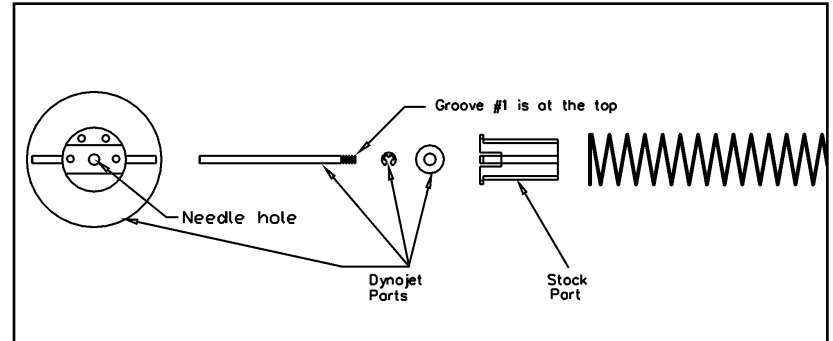 Groove #1 is at the top
Needle hole
Dynojet
Parts
Stock
Part